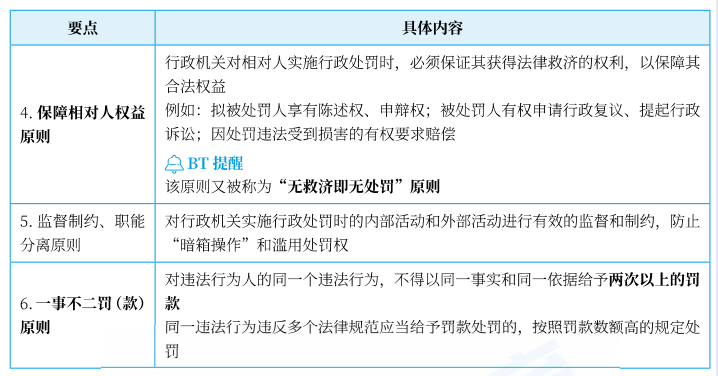 要点
具体内容
4. 保障相对人权益
原则
行政机关对相对人实施行政处罚时，必须保证其获得法律救济的权利，以保障其
合法权益
例如：拟被处罚人享有陈述权、申辩权；被处罚人有权申请行政复议、提起行政
诉讼；因处罚违法受到损害的有权要求赔偿
BT 提醒
该原则又被称为“无救济即无处罚”原则
5. 监督制约、职能
分离原则
对行政机关实施行政处罚时的内部活动和外部活动进行有效的监督和制约，防止
“暗箱操作”和滥用处罚权
6. 一事不二罚（款）
原则
对违法行为人的同一个违法行为，不得以同一事实和同一依据给予两次以上的罚
款
同一违法行为违反多个法律规范应当给予罚款处罚的，按照罚款数额高的规定处
罚